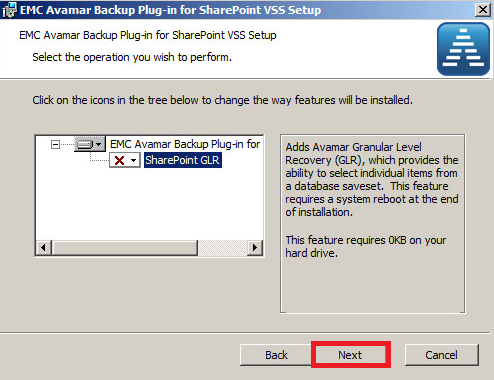 EMC Avamar Backup Plug-in for SharePoint VSS Setup
EMC Avamar Backup Plug-in for SharePoint VSS Setup
Select the operation you wish to perform.
Click on the icons in the tree below to change the way features will be installed.
EMC Avamar Backup Plug-in for
SharePoint GLR
Adds Avamar Granular Level
Recovery (GLR), which provides the
ability to select individual items from
a database saveset.  This feature
requires a system reboot at the end
of installation.
This feature requires 0KB on your
hard drive.
Back
Next
Cancel